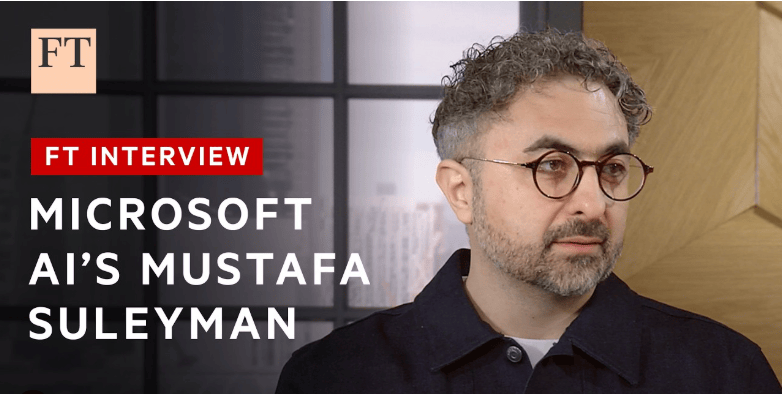 FT
FT INTERVIEW
MICROSOFT
AI’S MUSTAFA
SULEYMAN